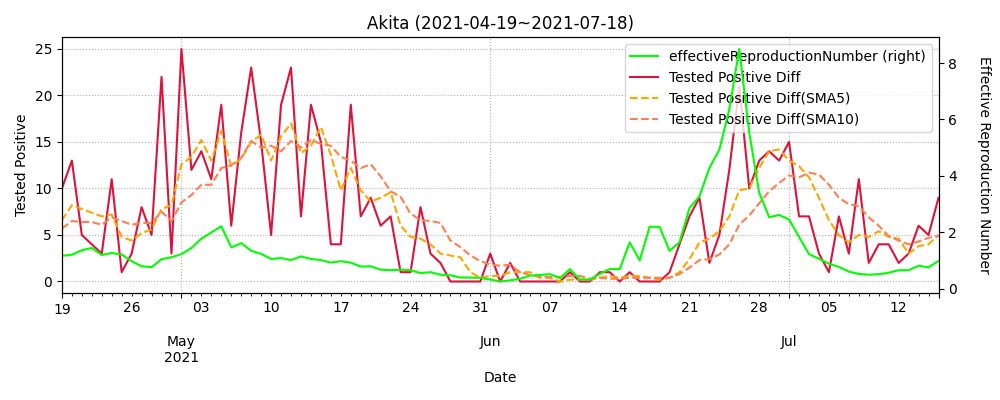 Akita (2021-04-19~2021-07-18)
effectiveReproductionNumber (right)
Tested Positive Diff
Tested Positive Diff(SMA5)
Tested Positive Diff(SMA10)
Tested Positive
25
20
15
10
5
0
8
6
4
2
0
Effective Reproduction Number
19 26 03 10 17 24 31 07 14 21 28 05 12
May Jun Jul
2021
Date